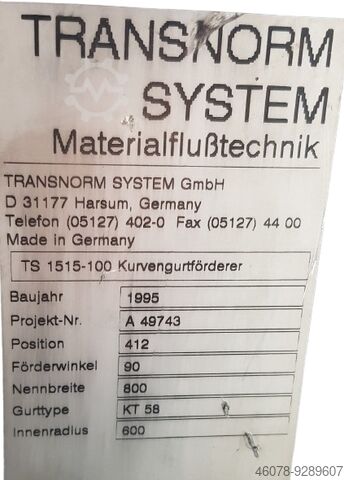 TRANSNORM
SYSTEM
Materialflußtechnik
TRANSNORM SYSTEM GmbH
D 31177 Harsum, Germany
Telefon (05127) 402-0 Fax (05127) 44 00
Made in Germany
TS 1515-100 Kurvengurtförderer
Baujahr 1995
Projekt-Nr. A 49743
Position 412
Förderwinkel 90
Nennbreite 800
Gurttype KT 58
Innenradius 600
46078-9289607